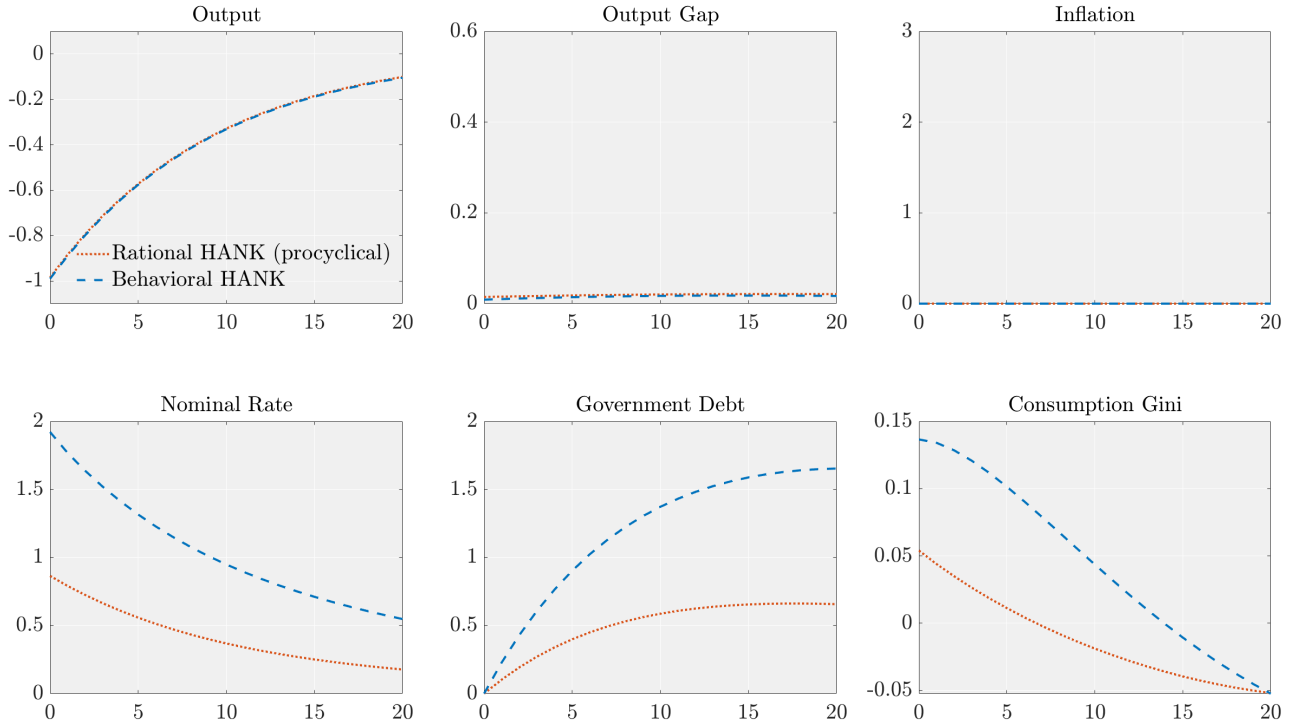 Output
0
-0.2
-0.4
-0.6
-0.8
-1
Rational HANK (procyclical)
Behavioral HANK
0 5 10 15 20
Output Gap
0.6
0.4
0.2
0
0 5 10 15 20
Inflation
3
2
1
0
0 5 10 15 20
Nominal Rate
2
1.5
1
0.5
0
0 5 10 15 20
Government Debt
2
1.5
1
0.5
0
0 5 10 15 20
Consumption Gini
0.15
0.1
0.05
0
-0.05
0 5 10 15 20